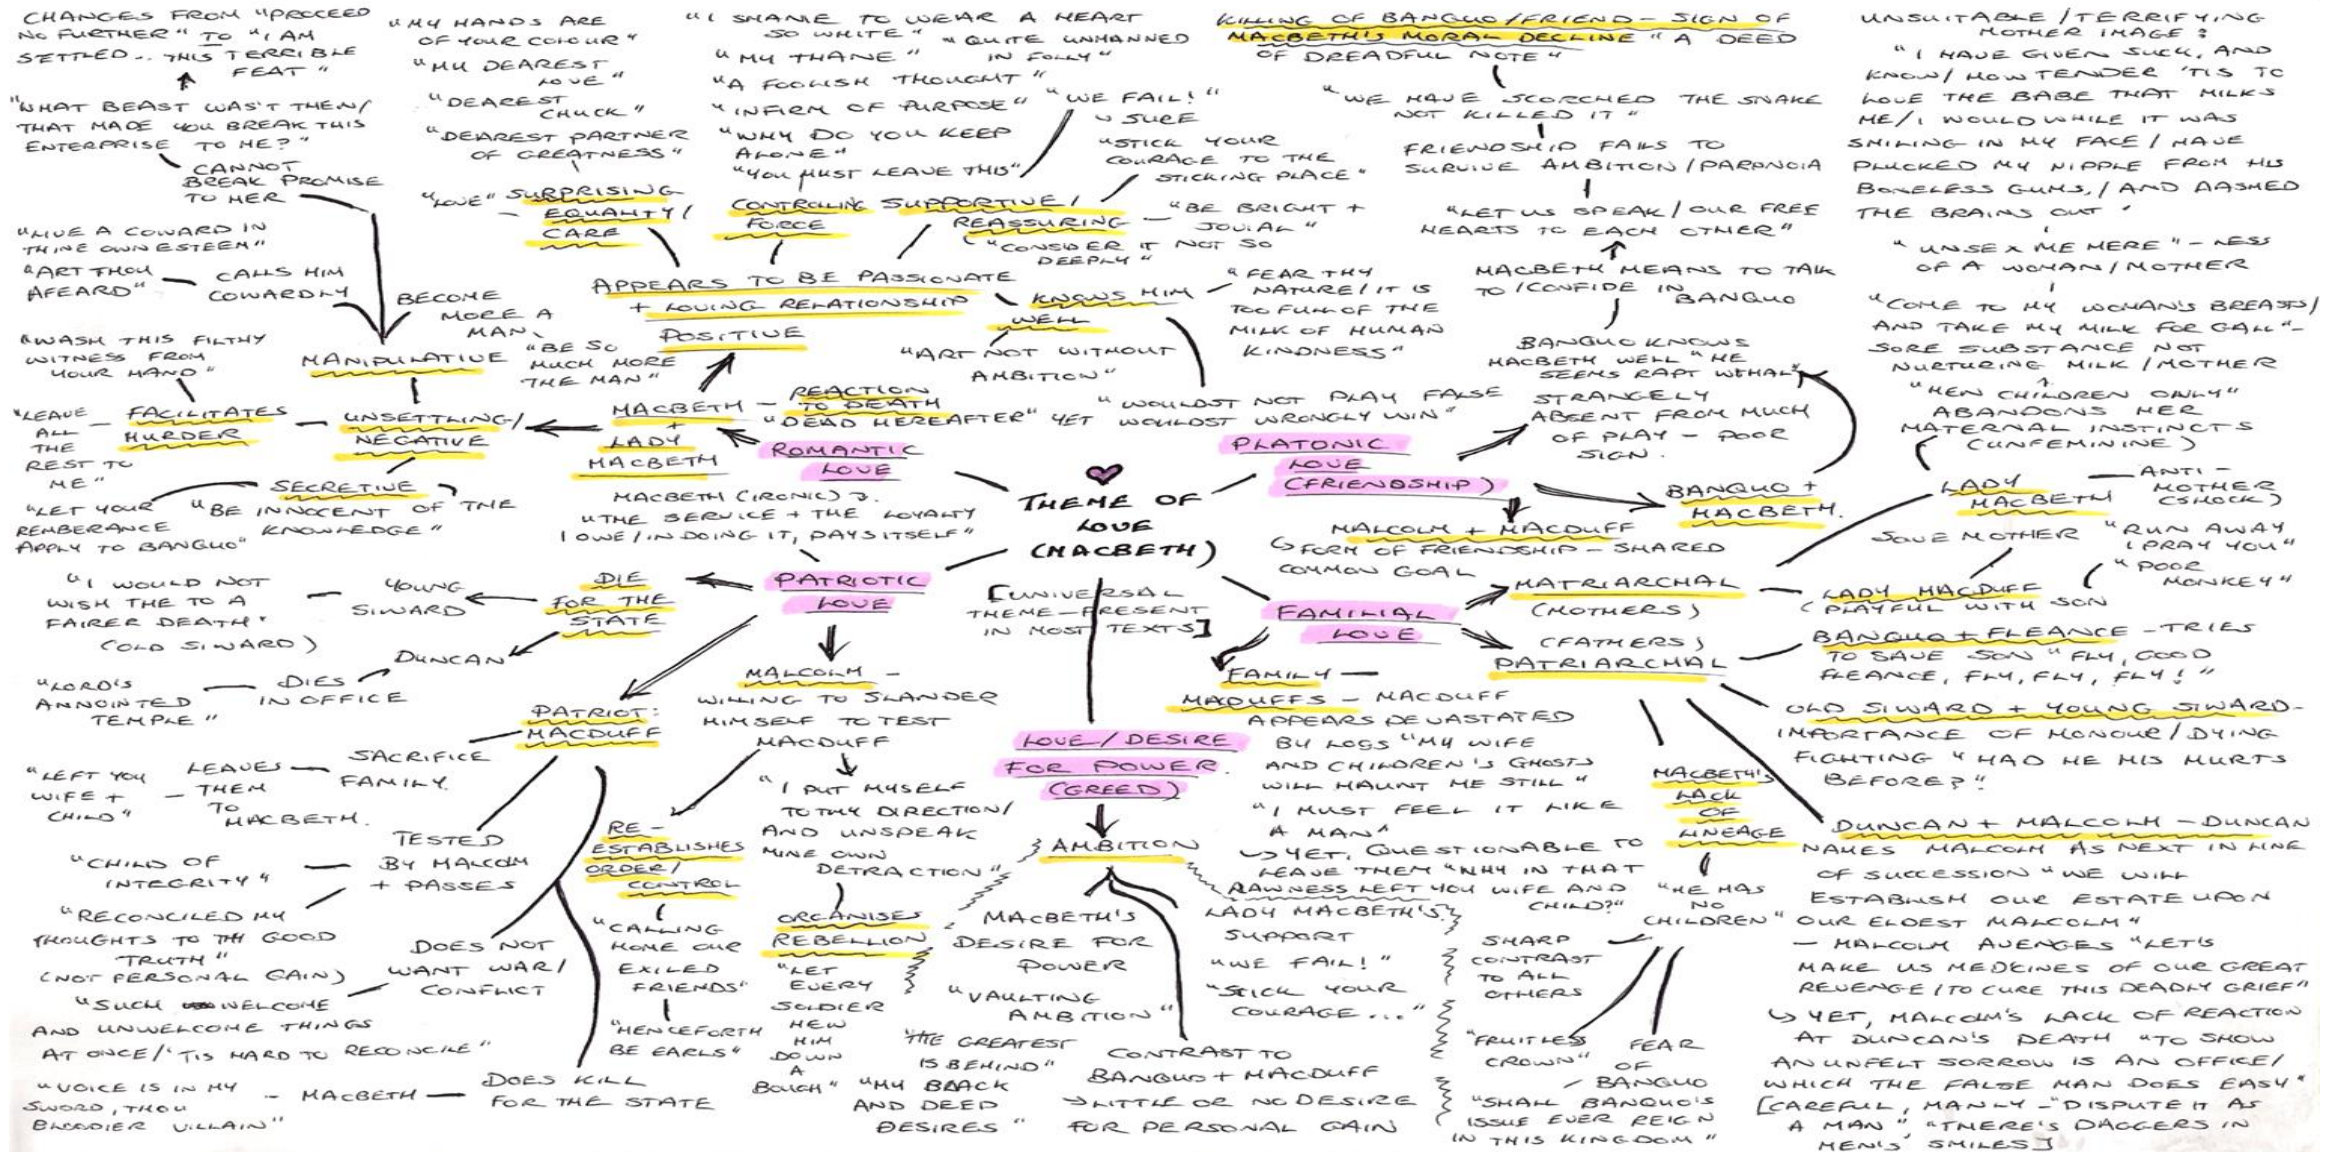 CHANGES FROM "PROCEED
NO FURTHER" TO "I AM
SETTLED.. THIS TERRIBLE
FEAT"
"WHAT BEAST WAS'T THEN/
THAT MADE YOU BREAK THIS
ENTERPRISE TO ME?"
CANNOT
BREAK PROMISE
TO HER
"LIVE A COWARD IN
THINE OWN ESTEEM"
"ART THOU
AFEARD"
CALLS HIM
COWARDLY
BECOME
MORE A
MAN
"BE SO
MUCH MORE
THE MAN"
MANIPULATIVE
"WASH THIS FILTHY
WITNESS FROM
YOUR HAND"
"LEAVE
ALL
THE
REST TO
ME"
FACILITATES
MURDER
UNSETTLING/
NEGATIVE
SECRETIVE
"LET YOUR
REMBERANCE
APPLY TO BANQUO"
"BE INNOCENT OF THE
KNOWLEDGE"
"MY HANDS ARE
OF YOUR COLOUR"
"MY DEAREST
LOVE"
"DEAREST
CHUCK"
"DEAREST PARTNER
OF GREATNESS"
"LOVE"
SURPRISING
EQUALITY/
CARE
"I SHAME TO WEAR A HEART
SO WHITE"
"QUITE UNMANNED
IN FOLLY"
"MY THANE"
"A FOOLISH THOUGHT"
"INFIRM OF PURPOSE"
"WHY DO YOU KEEP
ALONE"
"YOU MUST LEAVE THIS"
CONTROLLING
FORCE
"WE FAIL!"
↳ SURE
"STICK YOUR
COURAGE TO THE
STICKING PLACE"
SUPPORTIVE/
REASSURING
"BE BRIGHT +
JOVIAL"
"CONSIDER IT NOT SO
DEEPLY"
APPEARS TO BE PASSIONATE
+ LOVING RELATIONSHIP
POSITIVE
KNOWS HIM
WELL
"FEAR THY
NATURE/IT IS
TOO FULL OF THE
MILK OF HUMAN
KINDNESS"
"ART NOT WITHOUT
AMBITION"
"WOULDST NOT PLAY FALSE
YET WOULDST WRONGLY WIN"
MACBETH
+
LADY
MACBETH
REACTION
TO DEATH
"DEAD HEREAFTER"
ROMANTIC
LOVE
KILLING OF BANQUO/FRIEND - SIGN OF
MACBETH'S MORAL DECLINE "A DEED
OF DREADFUL NOTE"
"WE HAVE SCORCHED THE SNAKE
NOT KILLED IT"
FRIENDSHIP FAILS TO
SURVIVE AMBITION/PARANOIA
"LET US SPEAK/OUR FREE
HEARTS TO EACH OTHER"
MACBETH MEANS TO TALK
TO/CONFIDE IN
BANQUO
BANQUO KNOWS
MACBETH WELL "HE
SEEMS RAPT WITHAL"
STRANGELY
ABSENT FROM MUCH
OF PLAY - POOR
SIGN.
PLATONIC
LOVE
(FRIENDSHIP)
BANQUO +
MACBETH.
MALCOLM + MACDUFF
↳ FORM OF FRIENDSHIP - SHARED
COMMON GOAL
UNSUITABLE/TERRIFYING
MOTHER IMAGE:
"I HAVE GIVEN SUCK, AND
KNOW/HOW TENDER 'TIS TO
LOVE THE BABE THAT MILKS
ME/I WOULD WHILE IT WAS
SMILING IN MY FACE/HAVE
PLUCKED MY NIPPLE FROM HIS
BONELESS GUMS,/AND DASHED
THE BRAINS OUT"
"UNSEX ME HERE" - LESS
OF A WOMAN/MOTHER
"COME TO MY WOMAN'S BREASTS/
AND TAKE MY MILK FOR GALL" -
SORE SUBSTANCE NOT
NURTURING MILK/MOTHER
"MEN CHILDREN ONLY"
ABANDONS HER
MATERNAL INSTINCTS
(UNFEMININE)
LADY
MACBETH
ANTI-
MOTHER
(SHOCK)
♥
THEME OF
LOVE
(MACBETH)
[UNIVERSAL
THEME - PRESENT
IN MOST TEXTS]
MACBETH (IRONIC)
"THE SERVICE + THE LOYALTY
I OWE/IN DOING IT, PAYS ITSELF"
PATRIOTIC
LOVE
DIE
FOR THE
STATE
YOUNG
SIWARD
"I WOULD NOT
WISH THE TO A
FAIRER DEATH"
(OLD SIWARD)
DUNCAN
DIES
IN OFFICE
"LORD'S
ANNOINTED
TEMPLE"
PATRIOT:
MACDUFF
SACRIFICE
FAMILY.
LEAVES
THEM
TO
MACBETH.
"LEFT YOU
WIFE +
CHILD"
TESTED
BY MALCOLM
+ PASSES
"CHILD OF
INTEGRITY"
"RECONCILED MY
THOUGHTS TO TH GOOD
TRUTH"
(NOT PERSONAL GAIN)
DOES NOT
WANT WAR/
CONFLICT
"SUCH WELCOME
AND UNWELCOME THINGS
AT ONCE/'TIS HARD TO RECONCILE"
DOES KILL
FOR THE STATE
MACBETH
"VOICE IS IN MY
SWORD, THOU
BLOODIER VILLAIN"
MALCOLM -
WILLING TO SLANDER
HIMSELF TO TEST
MACDUFF
"I PUT MYSELF
TO THY DIRECTION/
AND UNSPEAK
MINE OWN
DETRACTION"
RE-
ESTABLISHES
ORDER/
CONTROL
"CALLING
HOME OUR
EXILED
FRIENDS"
"HENCEFORTH
BE EARLS"
ORGANISES
REBELLION
"LET
EVERY
SOLDIER
HEW
HIM
DOWN
A
BOUGH"
LOVE/DESIRE
FOR POWER.
(GREED)
AMBITION
MACBETH'S
DESIRE FOR
POWER
"VAULTING
AMBITION"
"THE GREATEST
IS BEHIND"
"MY BLACK
AND DEEP
DESIRES"
LADY MACBETH'S
SUPPORT
"WE FAIL!"
"STICK YOUR
COURAGE..."
CONTRAST TO
BANQUO + MACDUFF
→ LITTLE OR NO DESIRE
FOR PERSONAL GAIN
FAMILIAL
LOVE
FAMILY -
MADUFFS - MACDUFF
APPEARS DEVASTATED
BY LOSS "MY WIFE
AND CHILDREN'S GHOSTS
WILL HAUNT ME STILL"
"I MUST FEEL IT LIKE
A MAN"
↳ YET, QUESTIONABLE TO
LEAVE THEM "WHY IN THAT
RAWNESS LEFT YOU WIFE AND
CHILD?"
MATRIARCHAL
(MOTHERS)
LOVE MOTHER
LADY MACDUFF
(PLAYFUL WITH SON
"RUN AWAY
I PRAY YOU"
"POOR
MONKEY"
(FATHERS)
PATRIARCHAL
BANQUO + FLEANCE - TRIES
TO SAVE SON "FLY, GOOD
FLEANCE, FLY, FLY, FLY!"
OLD SIWARD + YOUNG SIWARD -
IMPORTANCE OF HONOUR/DYING
FIGHTING "HAD HE HIS HURTS
BEFORE?"
MACBETH'S
LACK
OF
LINEAGE
"HE HAS
NO
CHILDREN"
SHARP
CONTRAST
TO ALL
OTHERS
"FRUITLESS
CROWN"
FEAR
OF
BANQUO
"SHALL BANQUO'S
ISSUE EVER REIGN
IN THIS KINGDOM"
DUNCAN + MALCOLM - DUNCAN
NAMES MALCOLM AS NEXT IN LINE
OF SUCCESSION "WE WILL
ESTABLISH OUR ESTATE UPON
OUR ELDEST MALCOLM"
- MALCOLM AVENGES "LET'S
MAKE US MEDICINES OF OUR GREAT
REVENGE/TO CURE THIS DEADLY GRIEF"
↳ YET, MALCOLM'S LACK OF REACTION
AT DUNCAN'S DEATH "TO SHOW
AN UNFELT SORROW IS AN OFFICE/
WHICH THE FALSE MAN DOES EASY"
[CAREFUL, MANLY - "DISPUTE IT AS
A MAN" "THERE'S DAGGERS IN
MEN'S SMILES]